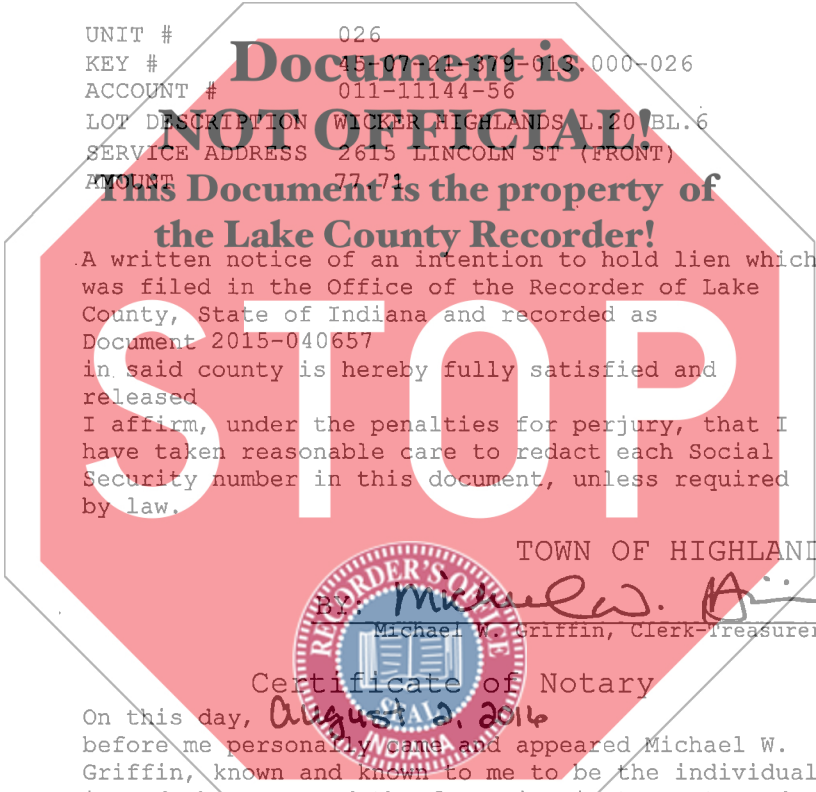 UNIT # 026
KEY # 45-07-21-379-013.000-026
ACCOUNT # 011-11144-56
LOT DESCRIPTION WICKER HIGHLANDS L.20 BL.6
SERVICE ADDRESS 2615 LINCOLN ST (FRONT)
AMOUNT 77.71
Document is
NOT OFFICIAL!
This Document is the property of
the Lake County Recorder!
A written notice of an intention to hold lien which
was filed in the Office of the Recorder of Lake
County, State of Indiana and recorded as
Document 2015-040657
in said county is hereby fully satisfied and
released
I affirm, under the penalties for perjury, that I
have taken reasonable care to redact each Social
Security number in this document, unless required
by law.
STOP
TOWN OF HIGHLAND
BY: Michael W. Griffin
Michael W. Griffin, Clerk-Treasurer
RECORDER'S OFFICE
SEAL
INDIANA
Certificate of Notary
On this day, August 2, 2016
before me personally came and appeared Michael W.
Griffin, known and known to me to be the individual